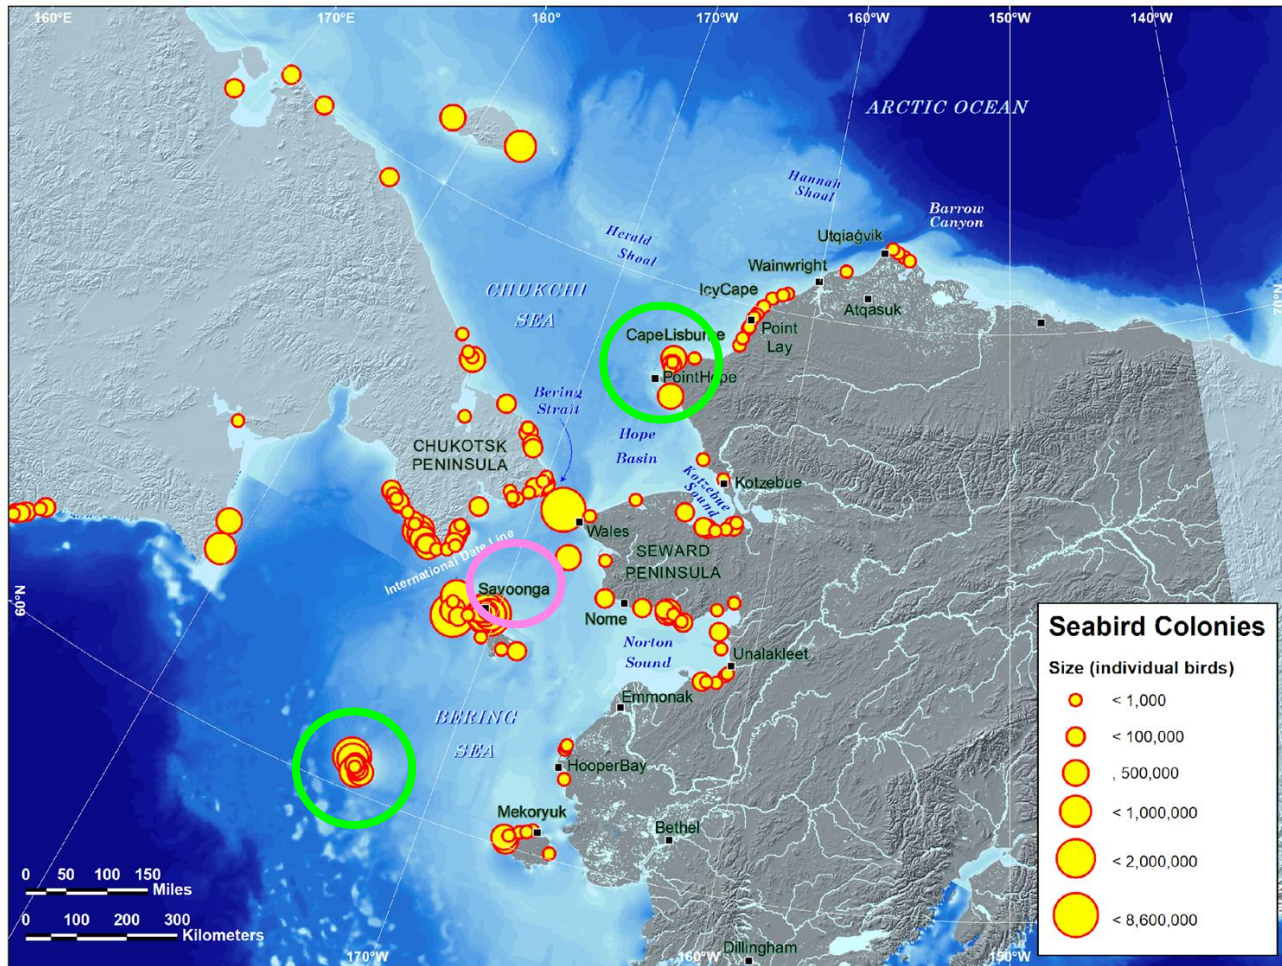 160°E
170°E
180°
170°W
160°W
150°W
140°W
ARCTIC OCEAN
Hannah
Shoal
Barrow
Canyon
Utqiaġvik
Herald
Shoal
Wainwright
IcyCape
Atqasuk
70°N
CHUKCHI
SEA
CapeLisburne
Point
Lay
PointHope
Bering
Strait
Hope
Basin
CHUKOTSK
PENINSULA
Kotzebue
Sound
Kotzebue
Wales
SEWARD
PENINSULA
International Date Line
Savoonga
Nome
60°N
Norton
Sound
Unalakleet
Emmonak
BERING
SEA
HooperBay
Mekoryuk
Bethel
Dillingham
Seabird Colonies
Size (individual birds)
< 1,000
< 100,000
, 500,000
< 1,000,000
< 2,000,000
< 8,600,000
0 50 100 150
Miles
0 100 200 300
Kilometers
170°W
160°W
150°W